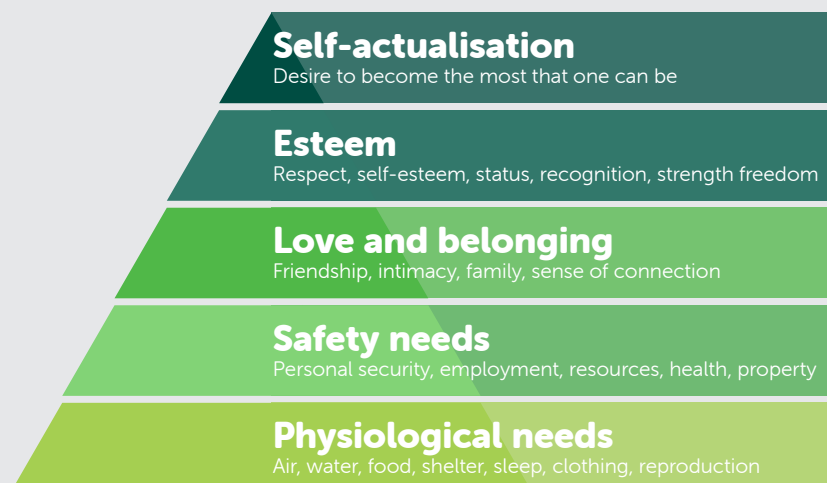 Self-actualisation
Desire to become the most that one can be
Esteem
Respect, self-esteem, status, recognition, strength freedom
Love and belonging
Friendship, intimacy, family, sense of connection
Safety needs
Personal security, employment, resources, health, property
Physiological needs
Air, water, food, shelter, sleep, clothing, reproduction